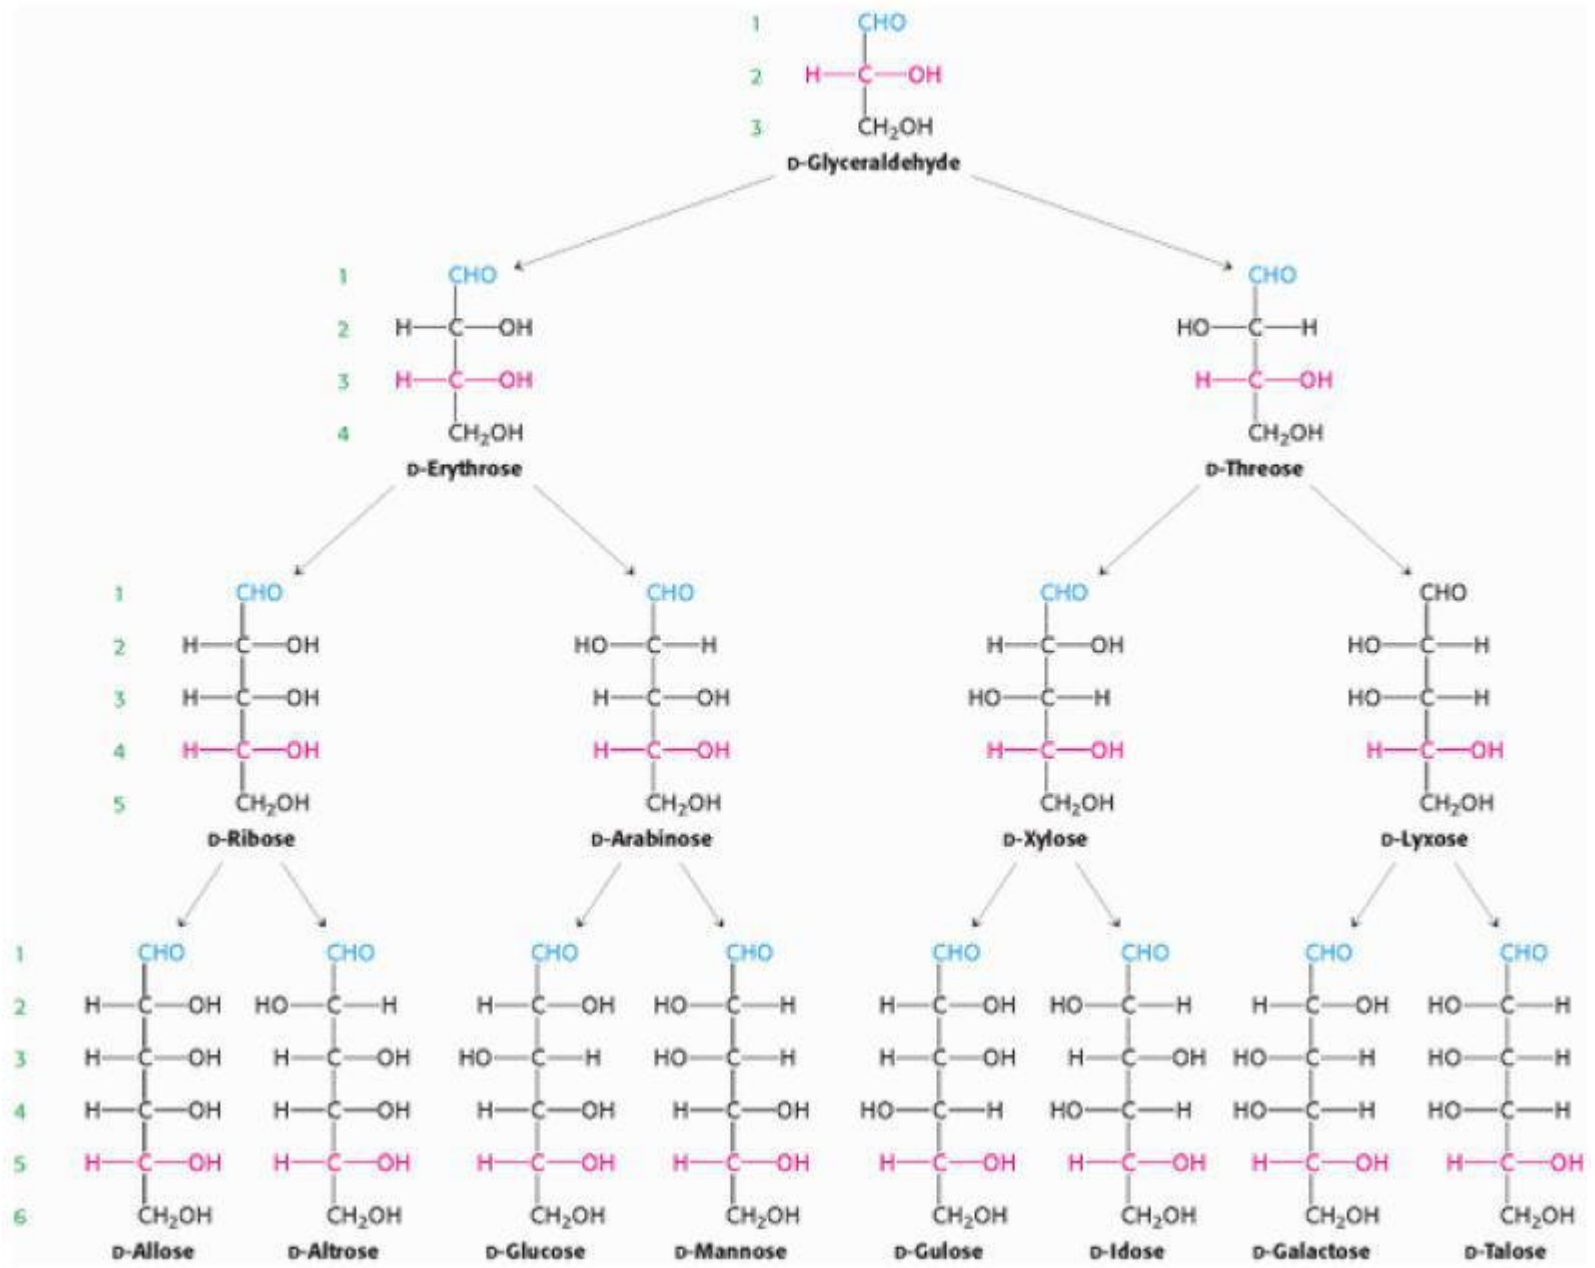 1 CHO
2 H C OH
3 CH₂OH
D-Glyceraldehyde
1 CHO CHO
2 H C OH HO C H
3 H C OH H C OH
4 CH₂OH CH₂OH
D-Erythrose D-Threose
1 CHO CHO CHO CHO
2 H C OH HO C H H C OH HO C H
3 H C OH H C OH HO C H HO C H
4 H C OH H C OH H C OH H C OH
5 CH₂OH CH₂OH CH₂OH CH₂OH
D-Ribose D-Arabinose D-Xylose D-Lyxose
1 CHO CHO CHO CHO CHO CHO CHO CHO
2 H C OH HO C H H C OH HO C H H C OH HO C H H C OH HO C H
3 H C OH H C OH HO C H HO C H H C OH H C OH HO C H HO C H
4 H C OH H C OH H C OH H C OH HO C H HO C H HO C H HO C H
5 H C OH H C OH H C OH H C OH H C OH H C OH H C OH H C OH
6 CH₂OH CH₂OH CH₂OH CH₂OH CH₂OH CH₂OH CH₂OH CH₂OH
D-Allose D-Altrose D-Glucose D-Mannose D-Gulose D-Idose D-Galactose D-Talose